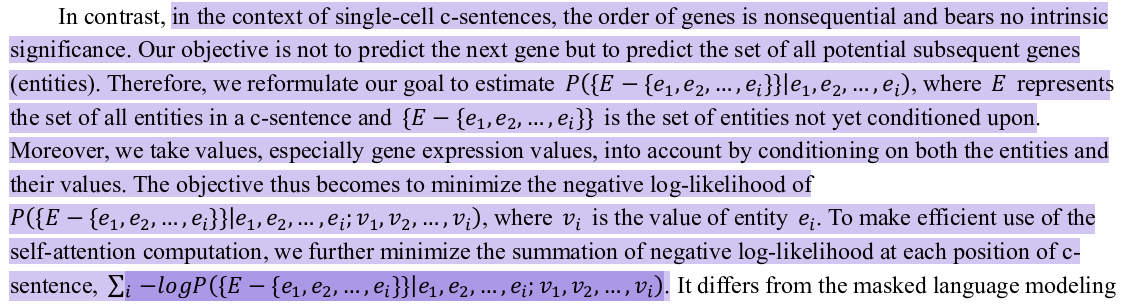 In contrast, in the context of single-cell c-sentences, the order of genes is nonsequential and bears no intrinsic
significance. Our objective is not to predict the next gene but to predict the set of all potential subsequent genes
(entities). Therefore, we reformulate our goal to estimate P({E − {e₁, e₂, … , eᵢ}}|e₁, e₂, … , eᵢ), where E represents
the set of all entities in a c-sentence and {E − {e₁, e₂, … , eᵢ}} is the set of entities not yet conditioned upon.
Moreover, we take values, especially gene expression values, into account by conditioning on both the entities and
their values. The objective thus becomes to minimize the negative log-likelihood of
P({E − {e₁, e₂, … , eᵢ}}|e₁, e₂, … , eᵢ; v₁, v₂, … , vᵢ), where vᵢ is the value of entity eᵢ. To make efficient use of the
self-attention computation, we further minimize the summation of negative log-likelihood at each position of c-
sentence, ∑ᵢ −logP({E − {e₁, e₂, … , eᵢ}}|e₁, e₂, … , eᵢ; v₁, v₂, … , vᵢ). It differs from the masked language modeling